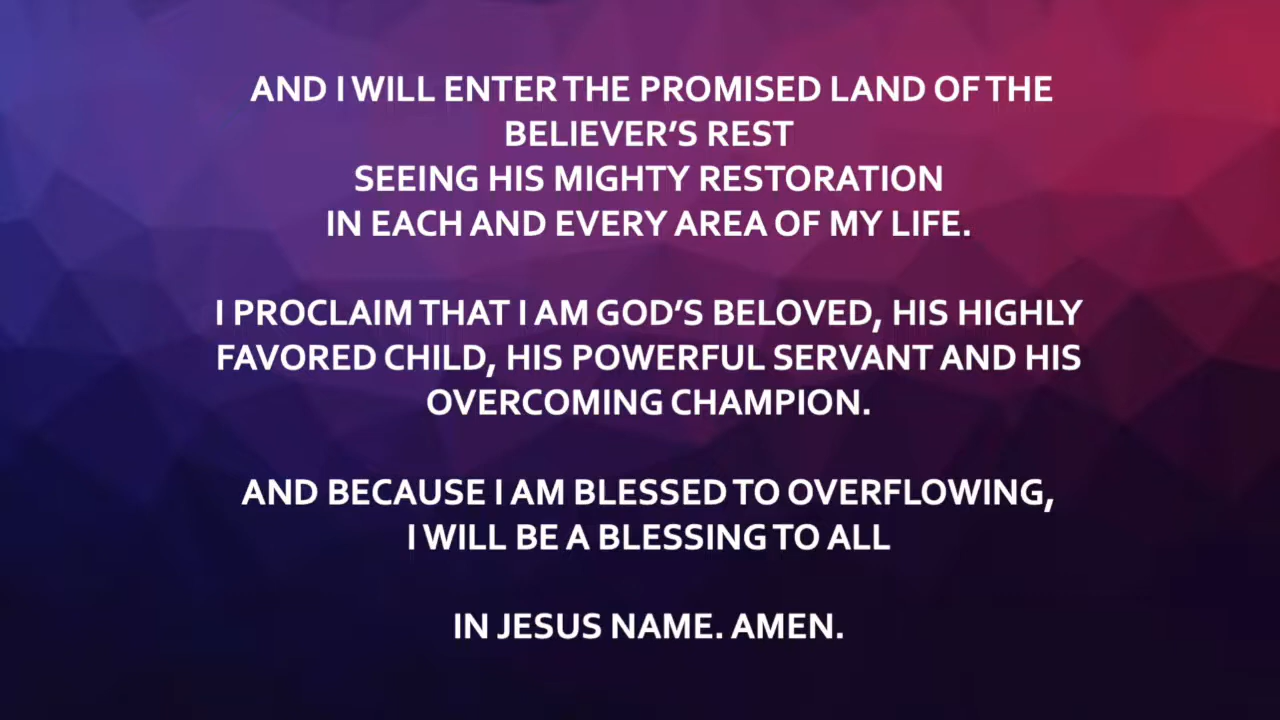 AND I WILL ENTER THE PROMISED LAND OF THE
BELIEVER’S REST
SEEING HIS MIGHTY RESTORATION
IN EACH AND EVERY AREA OF MY LIFE.
I PROCLAIM THAT I AM GOD’S BELOVED, HIS HIGHLY
FAVORED CHILD, HIS POWERFUL SERVANT AND HIS
OVERCOMING CHAMPION.
AND BECAUSE I AM BLESSED TO OVERFLOWING,
I WILL BE A BLESSING TO ALL
IN JESUS NAME. AMEN.